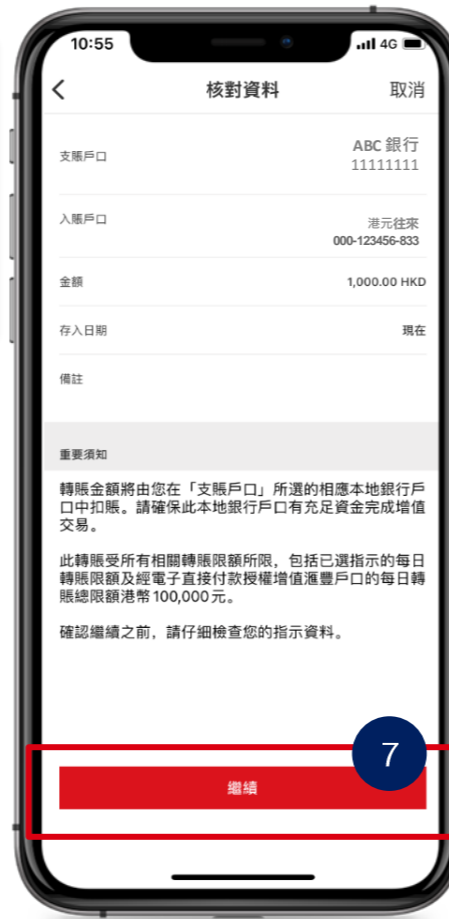 10:55
4G
核對資料
取消
支賬戶口
ABC 銀行
11111111
入賬戶口
港元往來
000-123456-833
金額
1,000.00 HKD
存入日期
現在
備註
重要須知
轉賬金額將由您在「支賬戶口」所選的相應本地銀行戶
口中扣賬。請確保此本地銀行戶口有充足資金完成增值
交易。
此轉賬受所有相關轉賬限額所限，包括已選指示的每日
轉賬限額及經電子直接付款授權增值滙豐戶口的每日轉
賬總限額港幣100,000元。
確認繼續之前，請仔細檢查您的指示資料。
7
繼續